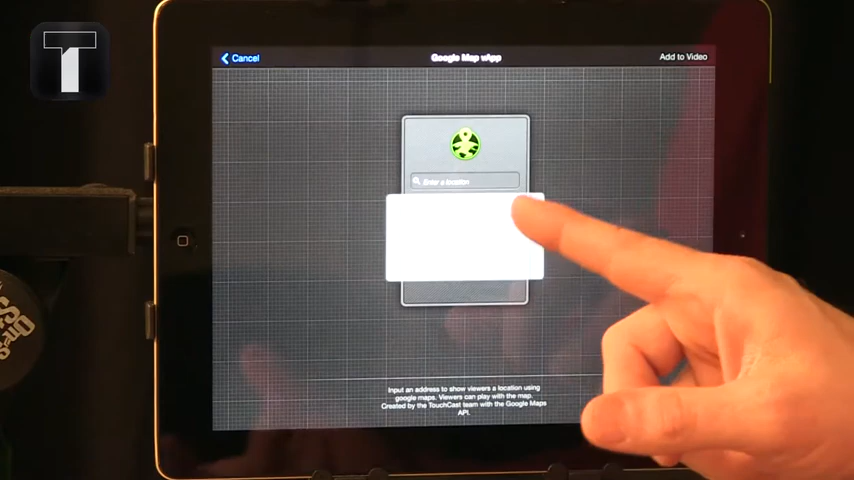 Cancel
Google Map vApp
Add to Video
Enter a location
Input an address to show viewers a location using
google maps. Viewers can play with the map.
Created by the TouchCast team with the Google Maps
API.